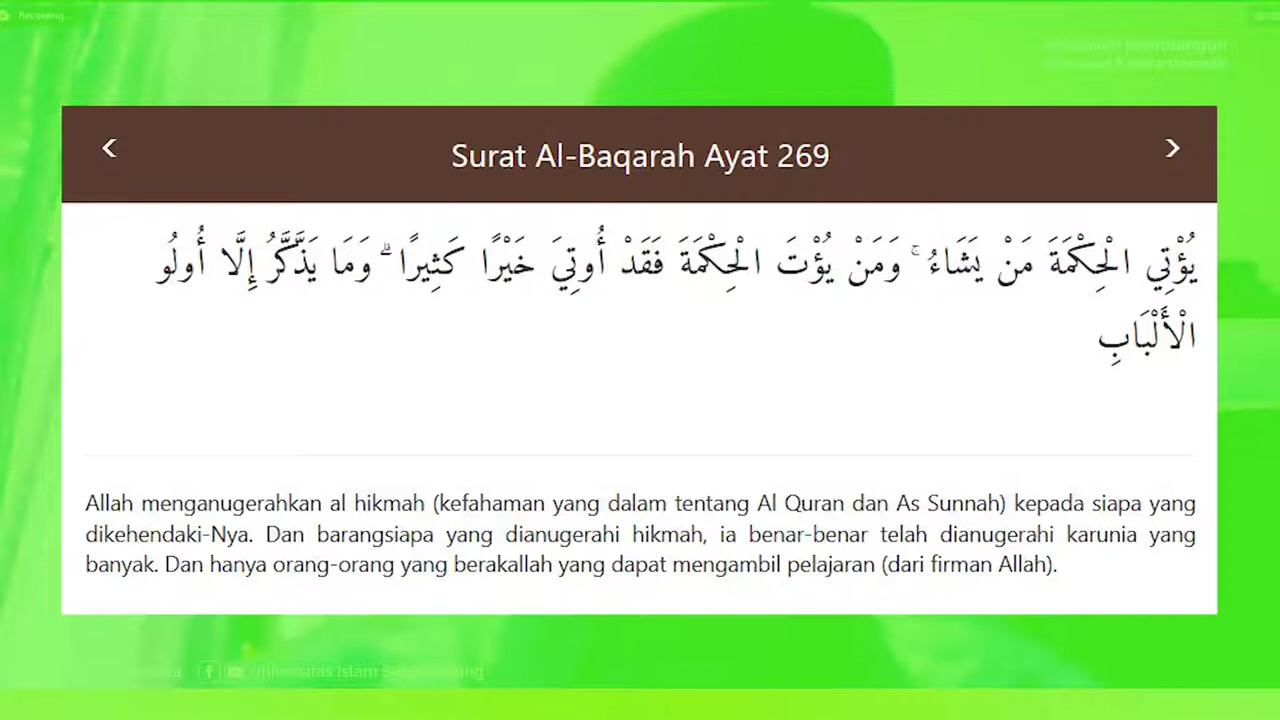 Recording...
Surat Al-Baqarah Ayat 269
يُؤْتِي الْحِكْمَةَ مَنْ يَشَاءُ ۚ وَمَنْ يُؤْتَ الْحِكْمَةَ فَقَدْ أُوتِيَ خَيْرًا كَثِيرًا ۗ وَمَا يَذَّكَّرُ إِلَّا أُولُو
الْأَلْبَابِ
Allah menganugerahkan al hikmah (kefahaman yang dalam tentang Al Quran dan As Sunnah) kepada siapa yang
dikehendaki-Nya. Dan barangsiapa yang dianugerahi hikmah, ia benar-benar telah dianugerahi karunia yang
banyak. Dan hanya orang-orang yang berakallah yang dapat mengambil pelajaran (dari firman Allah).
Universitas Islam